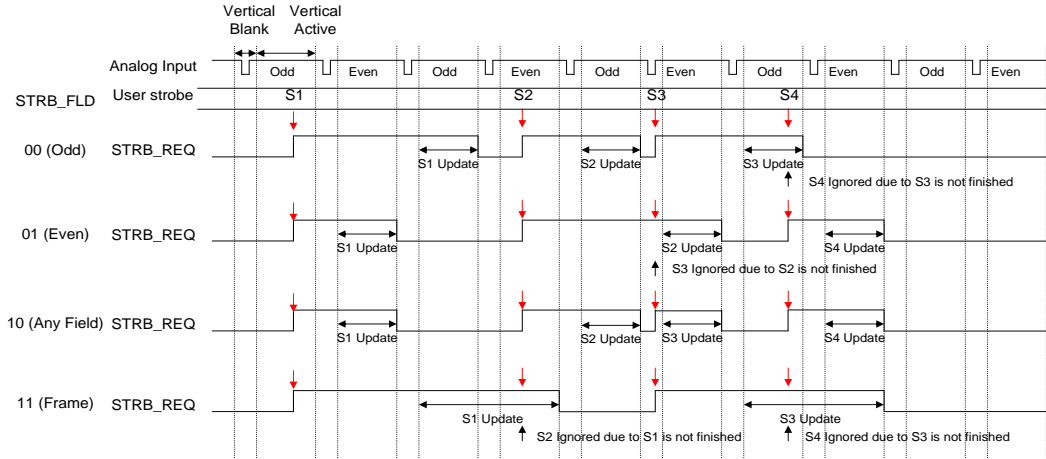 Vertical Blank
Vertical Active
Analog Input Odd Even Odd Even Odd Even Odd Even Odd Even
STRB_FLD User strobe S1 S2 S3 S4
00 (Odd) STRB_REQ
S1 Update S2 Update S3 Update
S4 Ignored due to S3 is not finished
01 (Even) STRB_REQ
S1 Update S2 Update S4 Update
S3 Ignored due to S2 is not finished
10 (Any Field) STRB_REQ
S1 Update S2 Update S3 Update S4 Update
11 (Frame) STRB_REQ
S1 Update S3 Update
S2 Ignored due to S1 is not finished S4 Ignored due to S3 is not finished